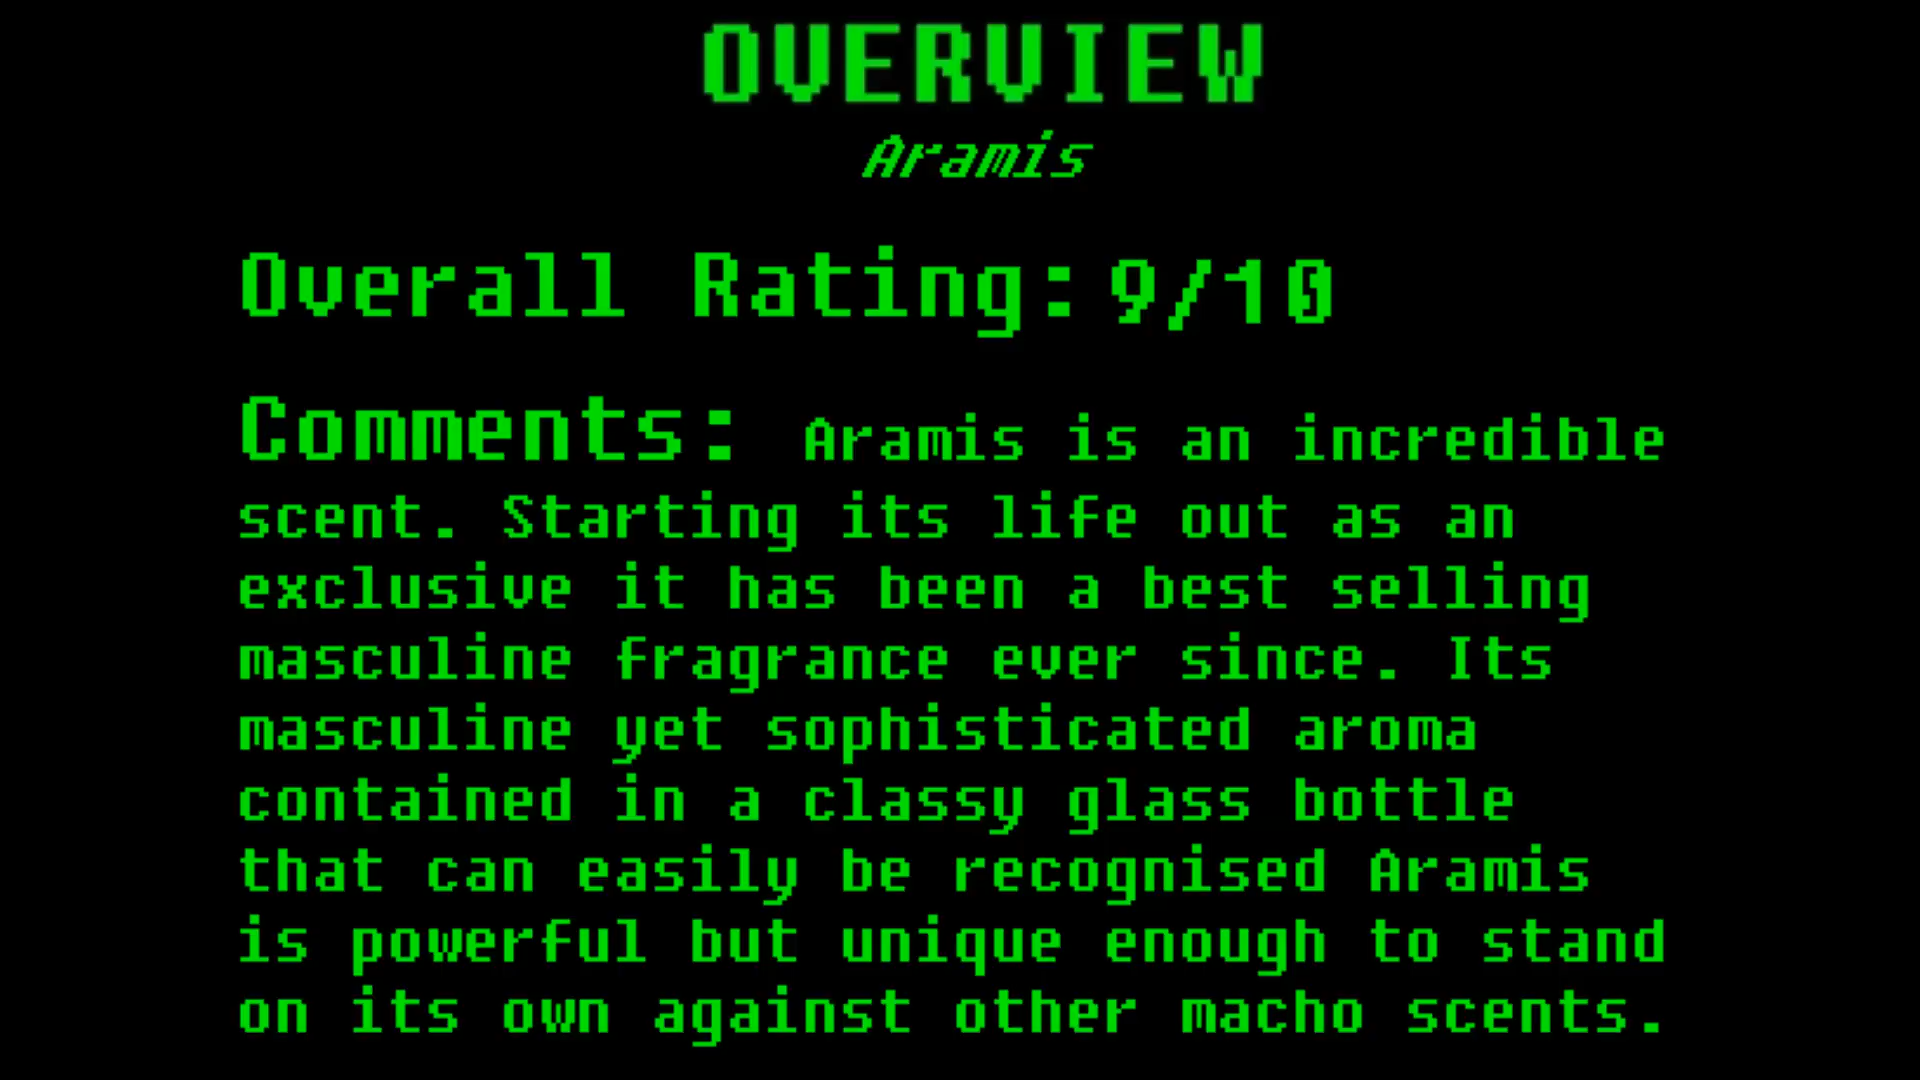 OVERVIEW
Aramis
Overall Rating: 9/10
Comments: Aramis is an incredible
scent. Starting its life out as an
exclusive it has been a best selling
masculine fragrance ever since. Its
masculine yet sophisticated aroma
contained in a classy glass bottle
that can easily be recognised Aramis
is powerful but unique enough to stand
on its own against other macho scents.